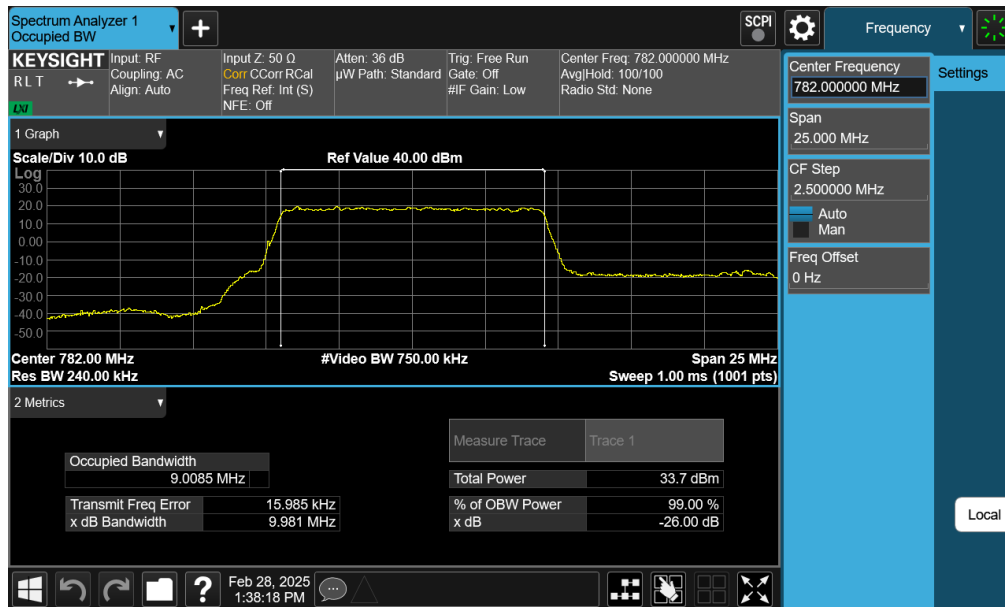 Spectrum Analyzer 1
Occupied BW
+
SCPI
Frequency
KEYSIGHT
RLT
LXI
Input: RF
Coupling: AC
Align: Auto
Input Z: 50 Ω
Corr CCorr RCal
Freq Ref: Int (S)
NFE: Off
Atten: 36 dB
µW Path: Standard
Trig: Free Run
Gate: Off
#IF Gain: Low
Center Freq: 782.000000 MHz
Avg|Hold: 100/100
Radio Std: None
Center Frequency
782.000000 MHz
Settings
Span
25.000 MHz
CF Step
2.500000 MHz
Auto
Man
Freq Offset
0 Hz
Local
1 Graph
Scale/Div 10.0 dB
Ref Value 40.00 dBm
Log
30.0
20.0
10.0
0.00
-10.0
-20.0
-30.0
-40.0
-50.0
Center 782.00 MHz
#Video BW 750.00 kHz
Span 25 MHz
Res BW 240.00 kHz
Sweep 1.00 ms (1001 pts)
2 Metrics
Measure Trace Trace 1
Occupied Bandwidth
9.0085 MHz
Total Power 33.7 dBm
Transmit Freq Error 15.985 kHz
% of OBW Power 99.00 %
x dB Bandwidth 9.981 MHz
x dB -26.00 dB
?
Feb 28, 2025
1:38:18 PM